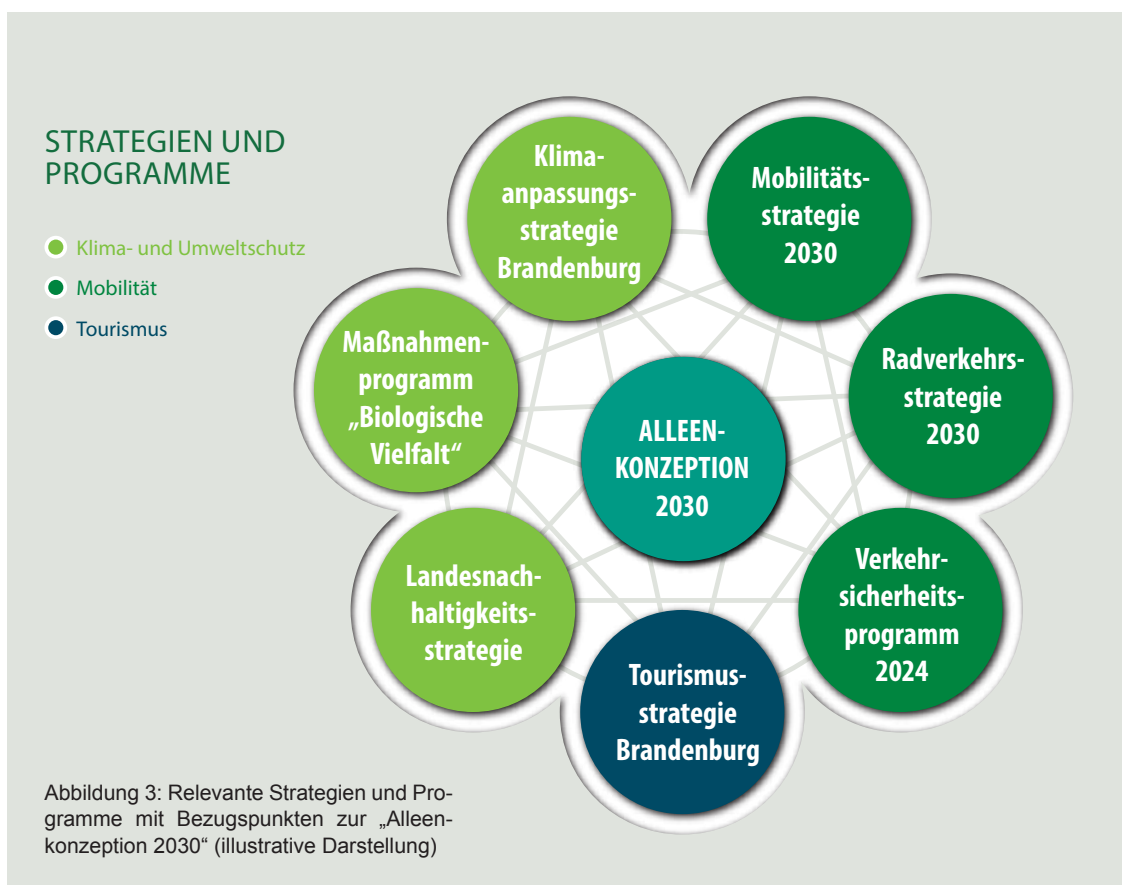 STRATEGIEN UND
PROGRAMME
Klima- und Umweltschutz
Mobilität
Tourismus
Klima-
anpassungs-
strategie
Brandenburg
Mobilitäts-
strategie
2030
Maßnahmen-
programm
„Biologische
Vielfalt“
Radverkehrs-
strategie
2030
ALLEEN-
KONZEPTION
2030
Landesnach-
haltigkeits-
strategie
Verkehr-
sicherheits-
programm
2024
Tourismus-
strategie
Brandenburg
Abbildung 3: Relevante Strategien und Pro-
gramme mit Bezugspunkten zur „Alleen-
konzeption 2030“ (illustrative Darstellung)